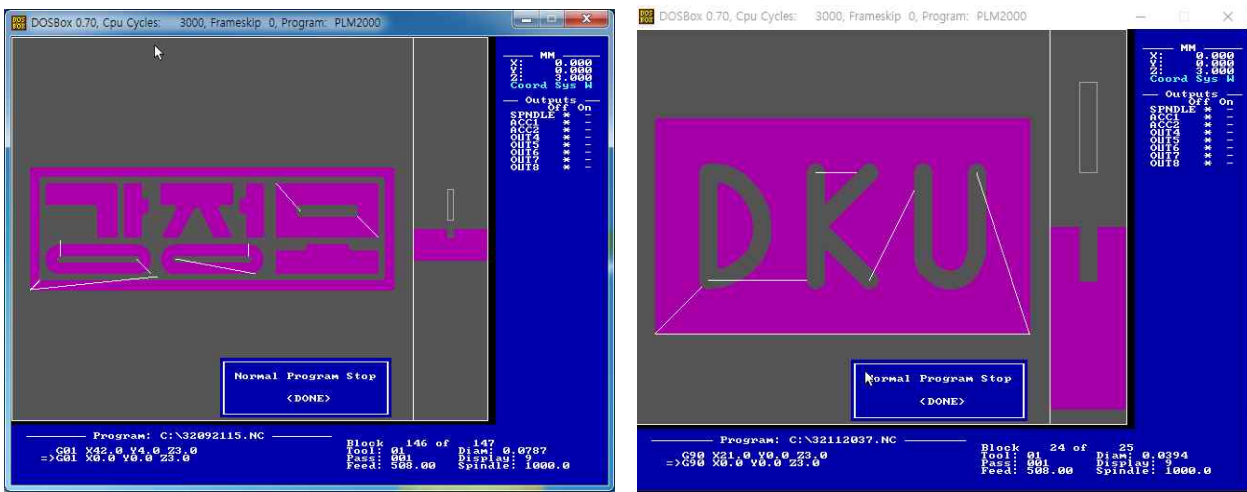 DOSBox 0.70, Cpu Cycles: 3000, Frameskip 0, Program: PLM2000
MM
X: 0.000
Y: 0.000
Z: 3.000
Coord Sys W
Outputs
Off On
SPNDLE * -
ACC1 * -
ACC2 * -
OUT4 * -
OUT5 * -
OUT6 * -
OUT7 * -
OUT8 * -
강정모
Normal Program Stop
<DONE>
Program: C:\32092115.NC
G01 X42.0 Y4.0 Z3.0
=>G01 X0.0 Y0.0 Z3.0
Block 146 of 147
Tool: 01 Diam: 0.0787
Pass: 001 Display: 9
Feed: 508.00 Spindle: 1000.0
DOSBox 0.70, Cpu Cycles: 3000, Frameskip 0, Program: PLM2000
MM
X: 0.000
Y: 0.000
Z: 3.000
Coord Sys W
Outputs
Off On
SPNDLE * -
ACC1 * -
ACC2 * -
OUT4 * -
OUT5 * -
OUT6 * -
OUT7 * -
OUT8 * -
DKU
Normal Program Stop
<DONE>
Program: C:\32112037.NC
G90 X21.0 Y0.0 Z3.0
=>G90 X0.0 Y0.0 Z3.0
Block 24 of 25
Tool: 01 Diam: 0.0394
Pass: 001 Display: 9
Feed: 508.00 Spindle: 1000.0